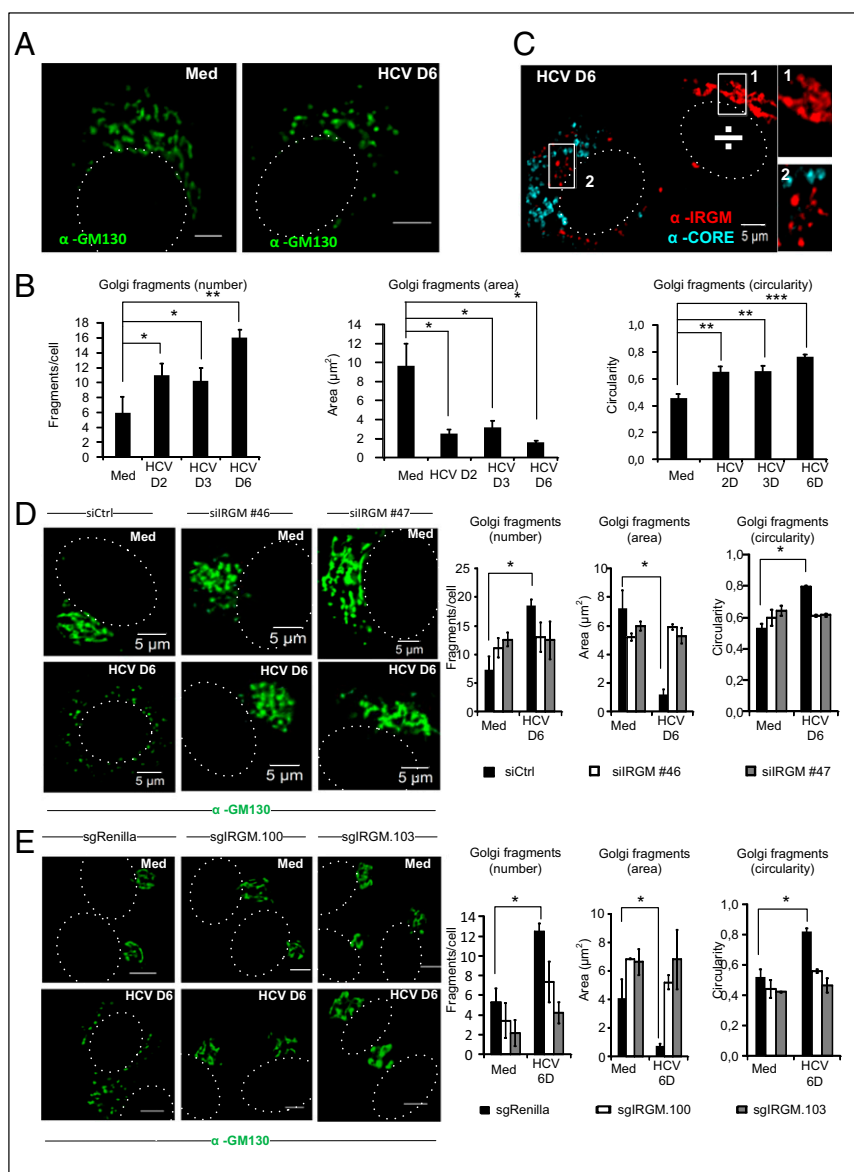 A
Med
HCV D6
α -GM130
α -GM130
C
HCV D6
1
÷
2
α -IRGM
α -CORE
5 µm
1
2
B
Golgi fragments (number)
Fragments/cell
16
14
12
10
8
6
4
2
0
*
*
**
Med
HCV D2
HCV D3
HCV D6
Golgi fragments (area)
Area (µm²)
14
12
10
8
6
4
2
0
*
*
*
Med
HCV D2
HCV D3
HCV D6
Golgi fragments (circularity)
Circularity
1,0
0,8
0,6
0,4
0,2
0,0
**
**
***
Med
HCV 2D
HCV 3D
HCV 6D
D
siCtrl
siIRGM #46
siIRGM #47
Med
Med
Med
5 µm
5 µm
5 µm
HCV D6
HCV D6
HCV D6
5 µm
5 µm
5 µm
α -GM130
Golgi fragments (number)
Fragments/cell
25
20
15
10
5
0
*
Med
HCV D6
Golgi fragments (area)
Area (µm²)
10
8
6
4
2
0
*
Med
HCV D6
Golgi fragments (circularity)
Circularity
1,0
0,8
0,6
0,4
0,2
0,0
*
Med
HCV D6
siCtrl
siIRGM #46
siIRGM #47
E
sgRenilla
sgIRGM.100
sgIRGM.103
Med
Med
Med
HCV D6
HCV D6
HCV D6
α -GM130
Golgi fragments (number)
Fragments/cell
15
10
5
0
*
Med
HCV 6D
Golgi fragments (area)
Area (µm²)
10
8
6
4
2
0
*
Med
HCV 6D
Golgi fragments (circularity)
Circularity
1,0
0,8
0,6
0,4
0,2
0,0
*
Med
HCV 6D
sgRenilla
sgIRGM.100
sgIRGM.103